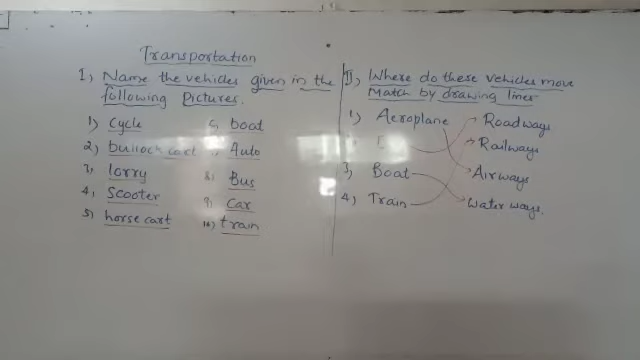 Transportation
I) Name the vehicles given in the
following pictures.
1) Cycle
2) bullock cart
3) lorry
4) Scooter
5) horse cart
6) boat
7) Auto
8) Bus
9) Car
10) train
II) Where do these vehicles move
Match by drawing lines
1) Aeroplane
3) Boat
4) Train
Roadways
Railways
Airways
Water ways.